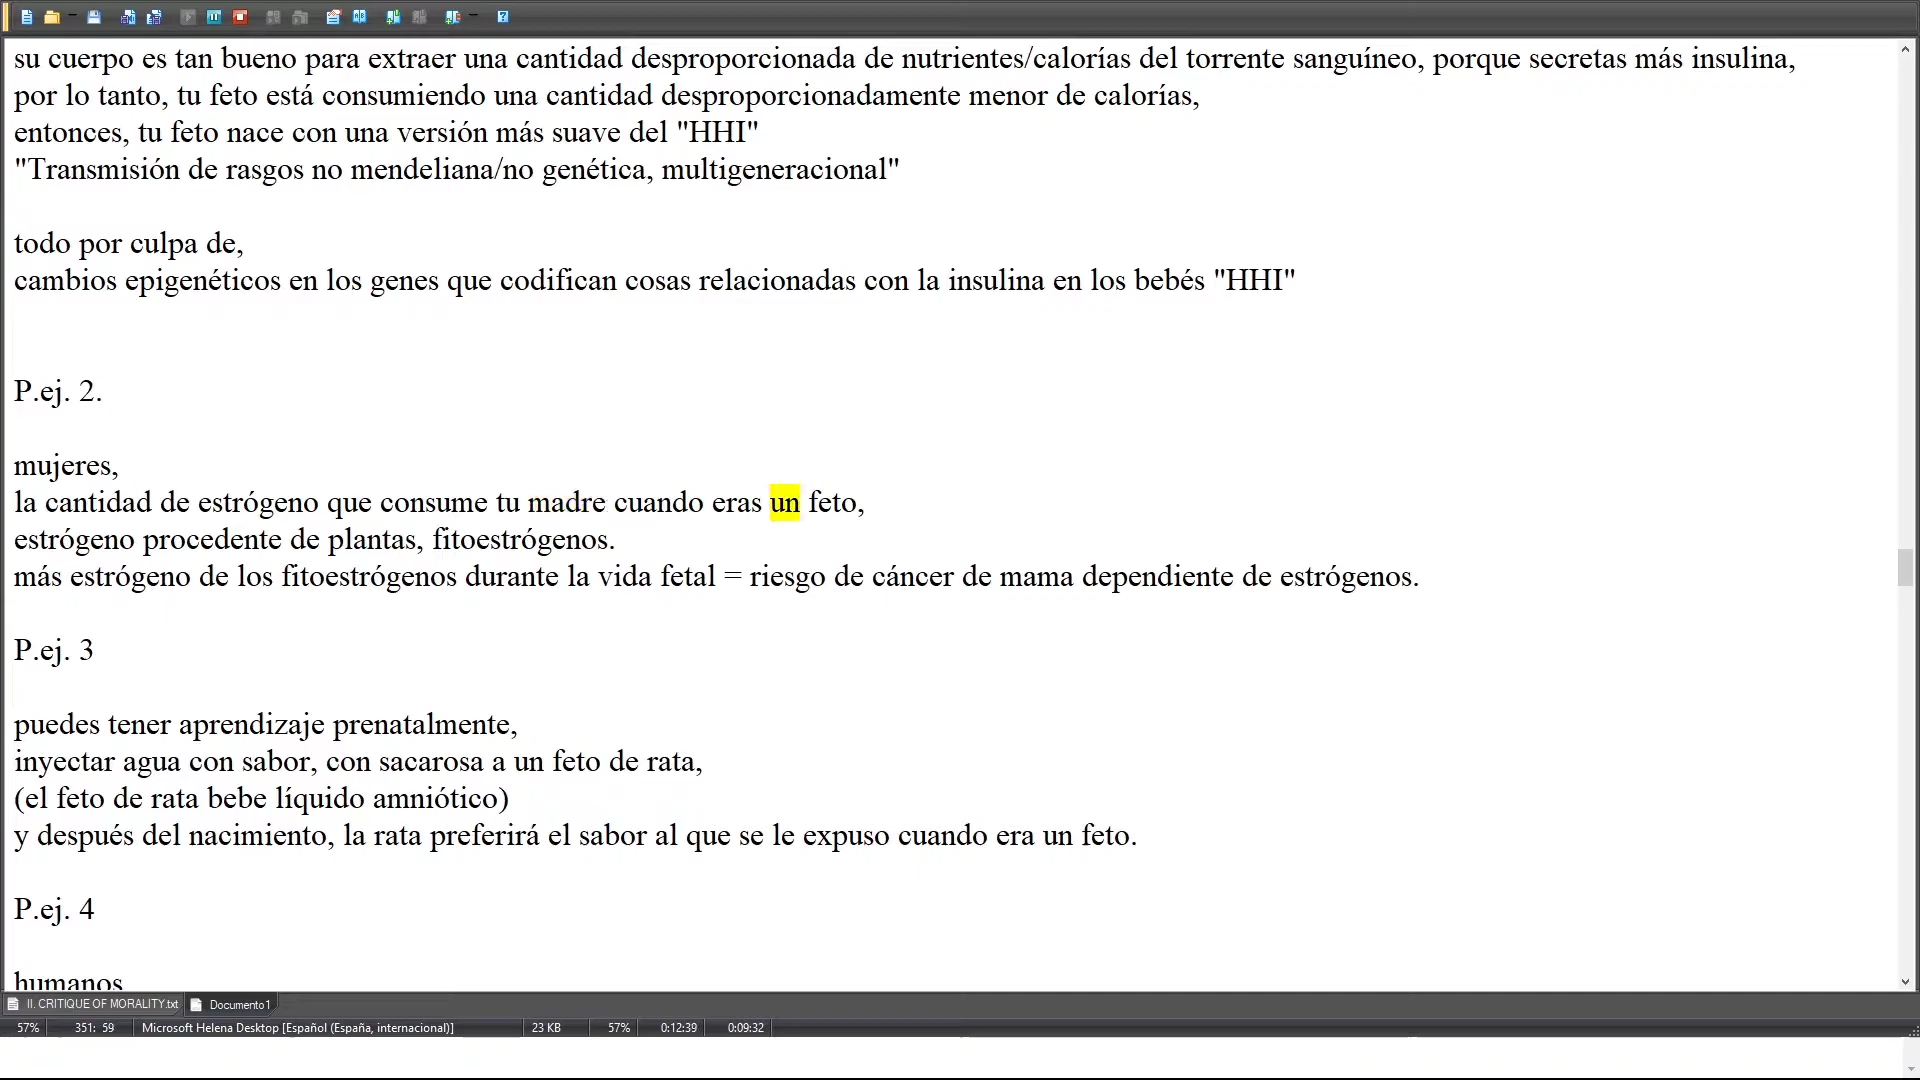 su cuerpo es tan bueno para extraer una cantidad desproporcionada de nutrientes/calorías del torrente sanguíneo, porque secretas más insulina,
por lo tanto, tu feto está consumiendo una cantidad desproporcionadamente menor de calorías,
entonces, tu feto nace con una versión más suave del "HHI"
"Transmisión de rasgos no mendeliana/no genética, multigeneracional"
todo por culpa de,
cambios epigenéticos en los genes que codifican cosas relacionadas con la insulina en los bebés "HHI"
P.ej. 2.
mujeres,
la cantidad de estrógeno que consume tu madre cuando eras un feto,
estrógeno procedente de plantas, fitoestrógenos.
más estrógeno de los fitoestrógenos durante la vida fetal = riesgo de cáncer de mama dependiente de estrógenos.
P.ej. 3
puedes tener aprendizaje prenatalmente,
inyectar agua con sabor, con sacarosa a un feto de rata,
(el feto de rata bebe líquido amniótico)
y después del nacimiento, la rata preferirá el sabor al que se le expuso cuando era un feto.
P.ej. 4
humanos
II. CRITIQUE OF MORALITY.txt Documento1
57% 351: 59 Microsoft Helena Desktop [Español (España, internacional)] 23 KB 57% 0:12:39 0:09:32